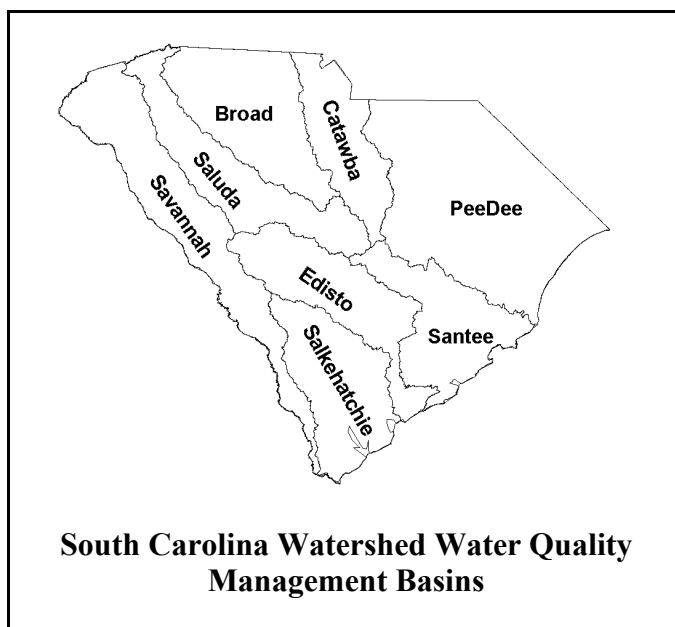 Broad
Catawba
Saluda
Savannah
PeeDee
Edisto
Santee
Salkehatchie
South Carolina Watershed Water Quality
Management Basins